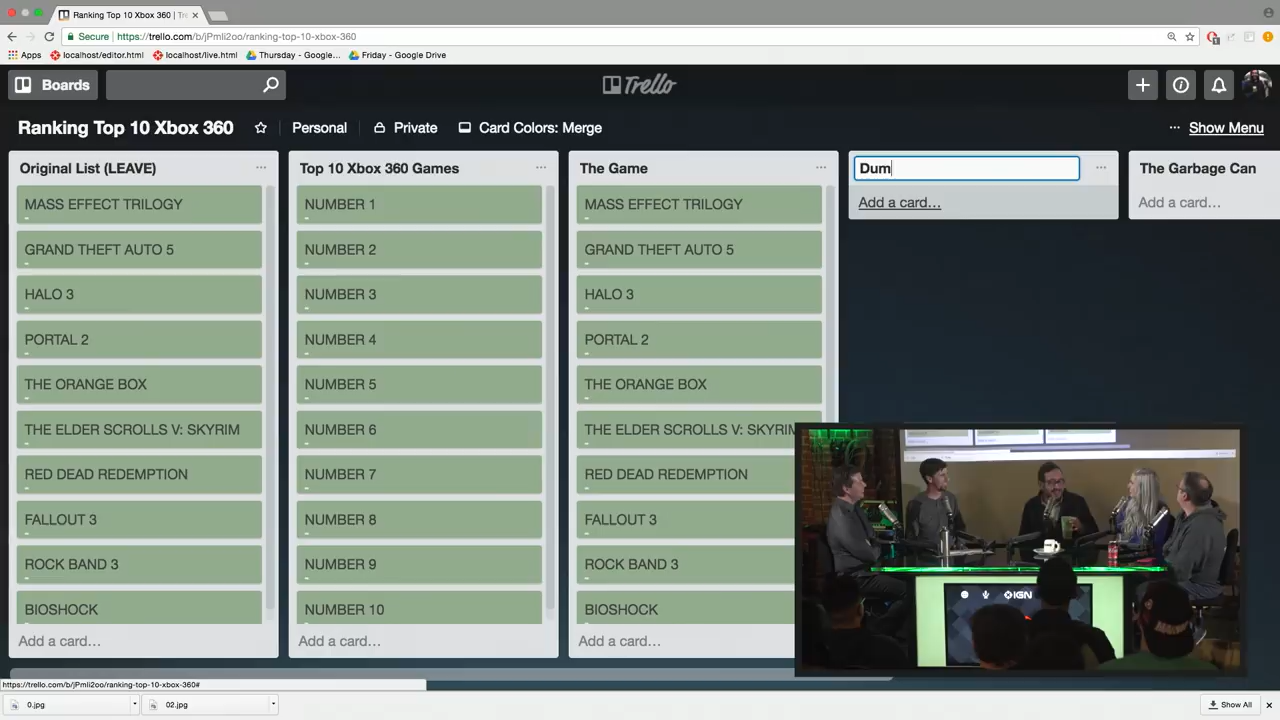 Ranking Top 10 Xbox 360 | Tre
Secure
https://trello.com/b/jPmli2oo/ranking-top-10-xbox-360
Apps
localhost/editor.html
localhost/live.html
Thursday - Google...
Friday - Google Drive
Boards
Trello
Ranking Top 10 Xbox 360
Personal
Private
Card Colors: Merge
... Show Menu
Original List (LEAVE)
MASS EFFECT TRILOGY
GRAND THEFT AUTO 5
HALO 3
PORTAL 2
THE ORANGE BOX
THE ELDER SCROLLS V: SKYRIM
RED DEAD REDEMPTION
FALLOUT 3
ROCK BAND 3
BIOSHOCK
Add a card...
Top 10 Xbox 360 Games
NUMBER 1
NUMBER 2
NUMBER 3
NUMBER 4
NUMBER 5
NUMBER 6
NUMBER 7
NUMBER 8
NUMBER 9
NUMBER 10
Add a card...
The Game
MASS EFFECT TRILOGY
GRAND THEFT AUTO 5
HALO 3
PORTAL 2
THE ORANGE BOX
THE ELDER SCROLLS V: SKYRIM
RED DEAD REDEMPTION
FALLOUT 3
ROCK BAND 3
BIOSHOCK
Add a card...
Dum
Add a card...
The Garbage Can
Add a card...
IGN
https://trello.com/b/jPmli2oo/ranking-top-10-xbox-360#
0.jpg
02.jpg
Show All